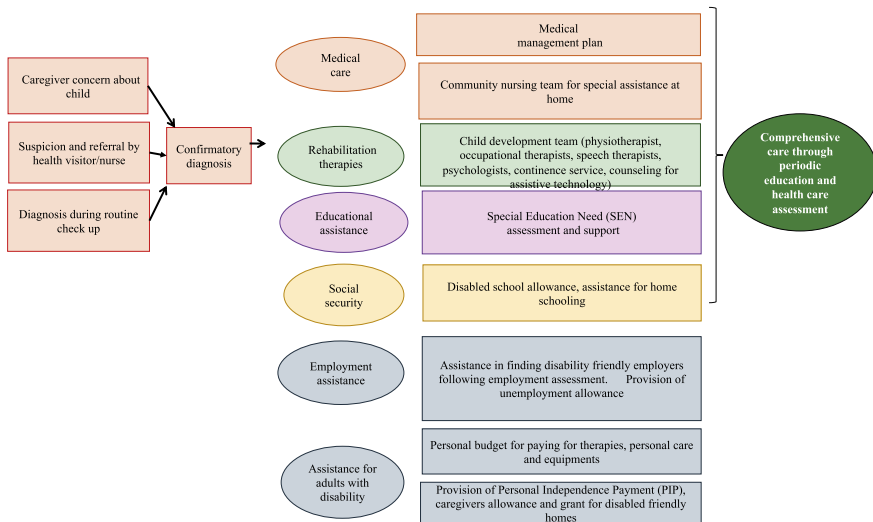 Caregiver concern about
child
Suspicion and referral by
health visitor/nurse
Diagnosis during routine
check up
Confirmatory
diagnosis
Medical
care
Medical
management plan
Community nursing team for special assistance at
home
Rehabilitation
therapies
Child development team (physiotherapist,
occupational therapists, speech therapists,
psychologists, continence service, counseling for
assistive technology)
Educational
assistance
Special Education Need (SEN)
assessment and support
Social
security
Disabled school allowance, assistance for home
schooling
Employment
assistance
Assistance in finding disability friendly employers
following employment assessment. Provision of
unemployment allowance
Assistance for
adults with
disability
Personal budget for paying for therapies, personal care
and equipments
Provision of Personal Independence Payment (PIP),
caregivers allowance and grant for disabled friendly
homes
Comprehensive
care through
periodic
education and
health care
assessment